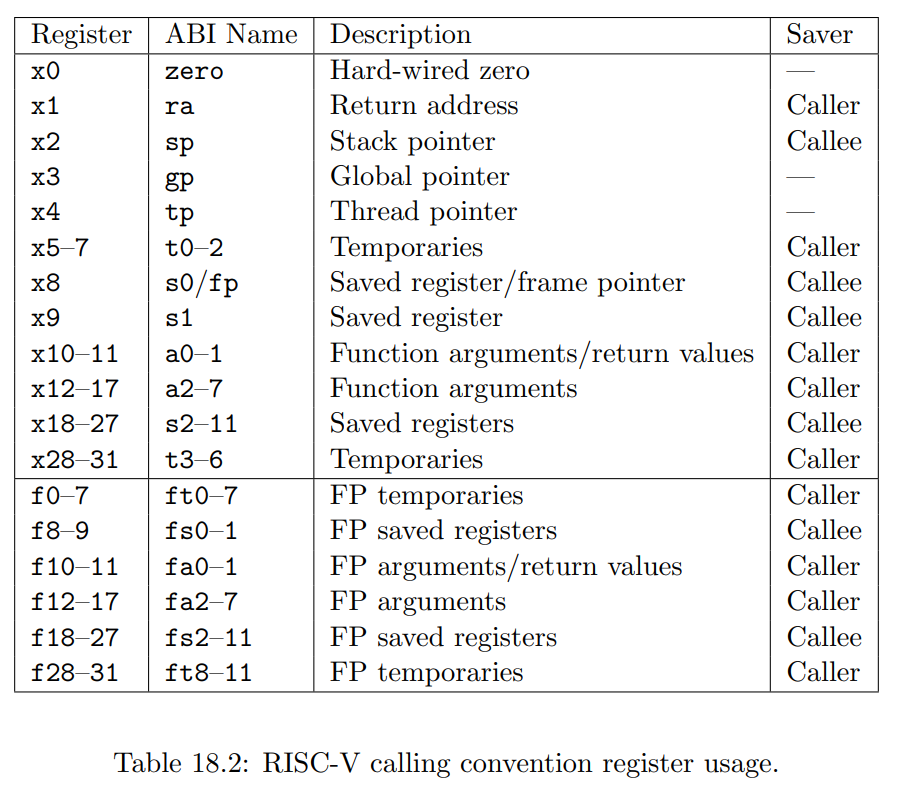 Register ABI Name Description Saver
x0 zero Hard-wired zero —
x1 ra Return address Caller
x2 sp Stack pointer Callee
x3 gp Global pointer —
x4 tp Thread pointer —
x5–7 t0–2 Temporaries Caller
x8 s0/fp Saved register/frame pointer Callee
x9 s1 Saved register Callee
x10–11 a0–1 Function arguments/return values Caller
x12–17 a2–7 Function arguments Caller
x18–27 s2–11 Saved registers Callee
x28–31 t3–6 Temporaries Caller
f0–7 ft0–7 FP temporaries Caller
f8–9 fs0–1 FP saved registers Callee
f10–11 fa0–1 FP arguments/return values Caller
f12–17 fa2–7 FP arguments Caller
f18–27 fs2–11 FP saved registers Callee
f28–31 ft8–11 FP temporaries Caller
Table 18.2: RISC-V calling convention register usage.